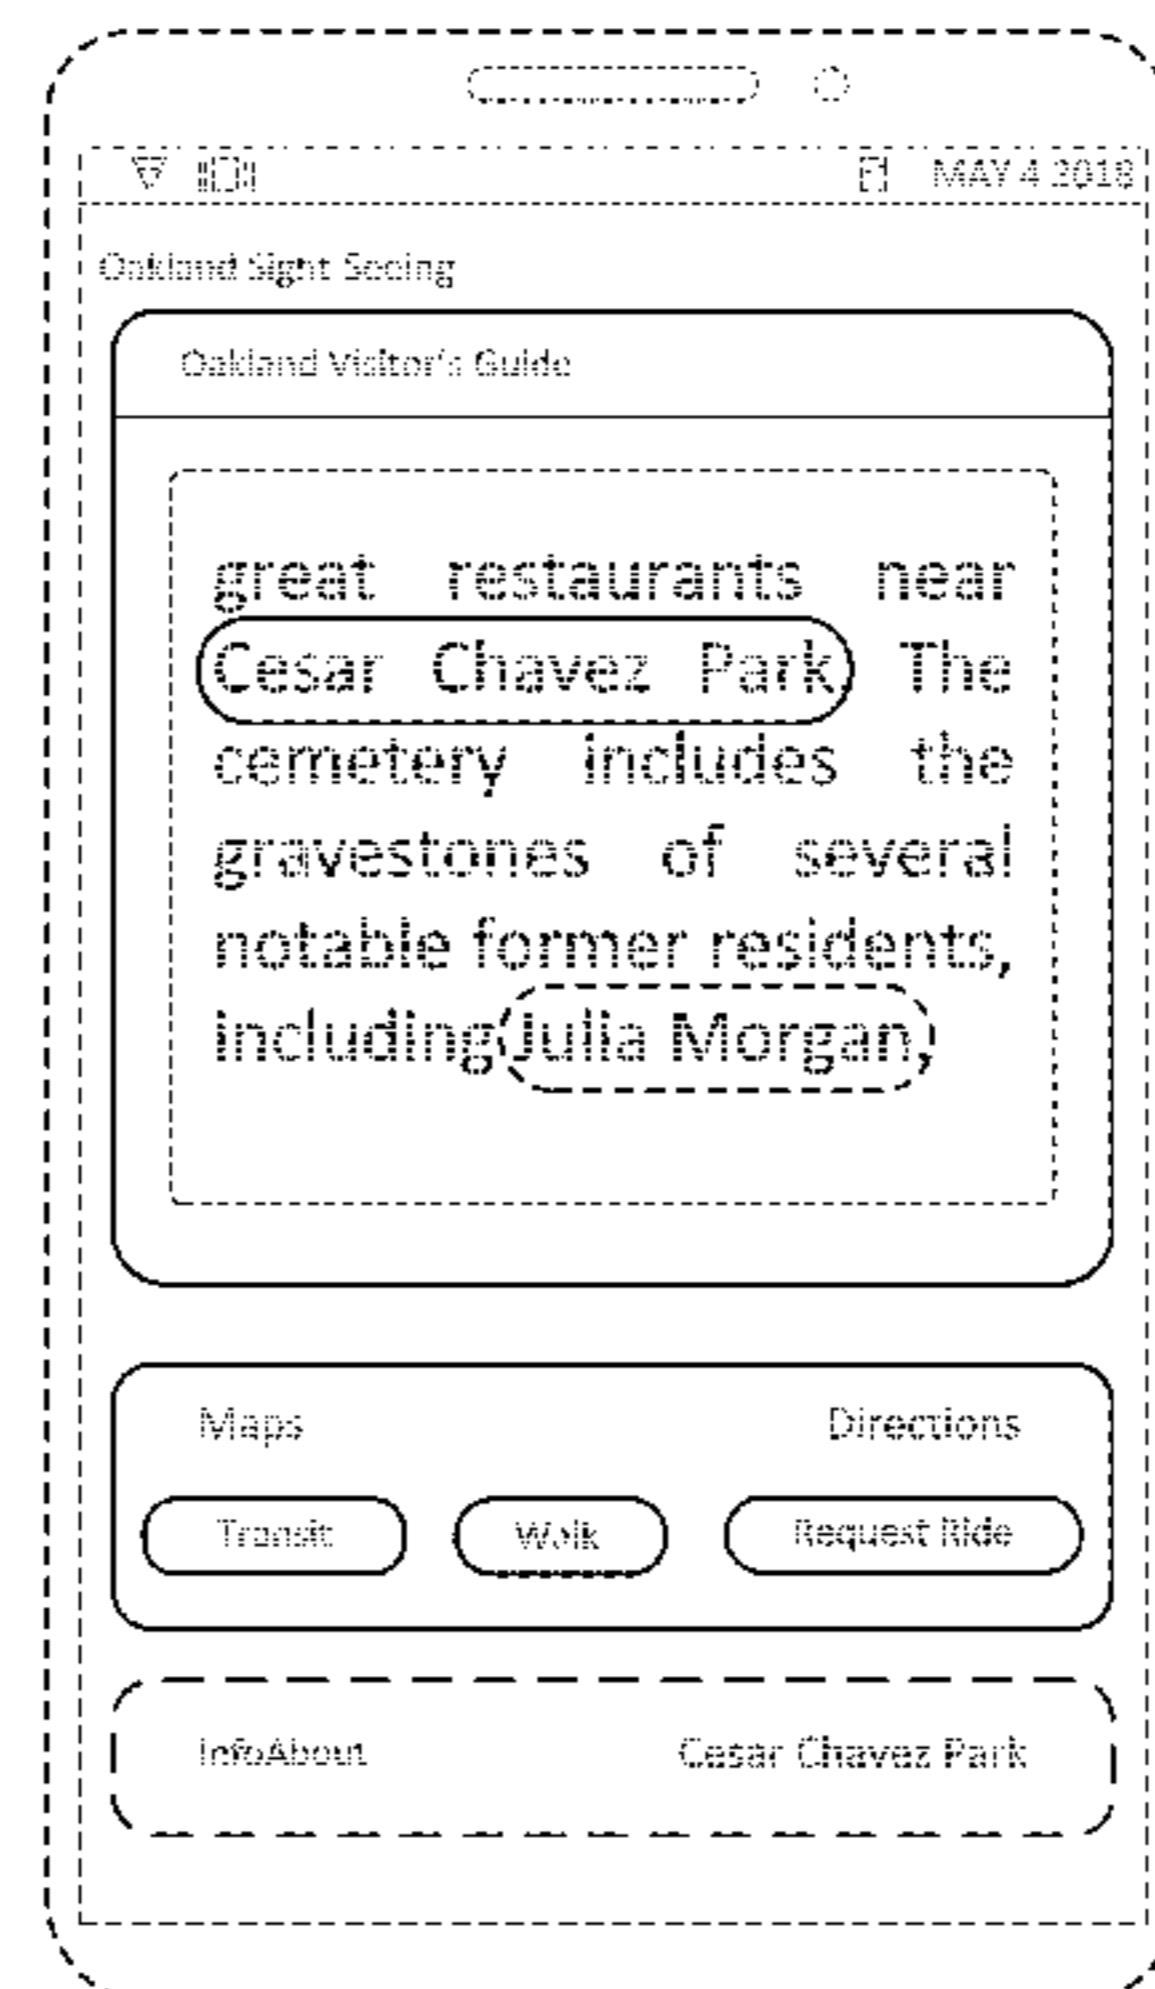 MAY 4 2018
Oakland Sight Seeing
Oakland Visitor's Guide
great restaurants near
Cesar Chavez Park. The
cemetery includes the
gravestones of several
notable former residents,
including Julia Morgan,
Maps Directions
Transit Walk Request Ride
InfoAbout Cesar Chavez Park